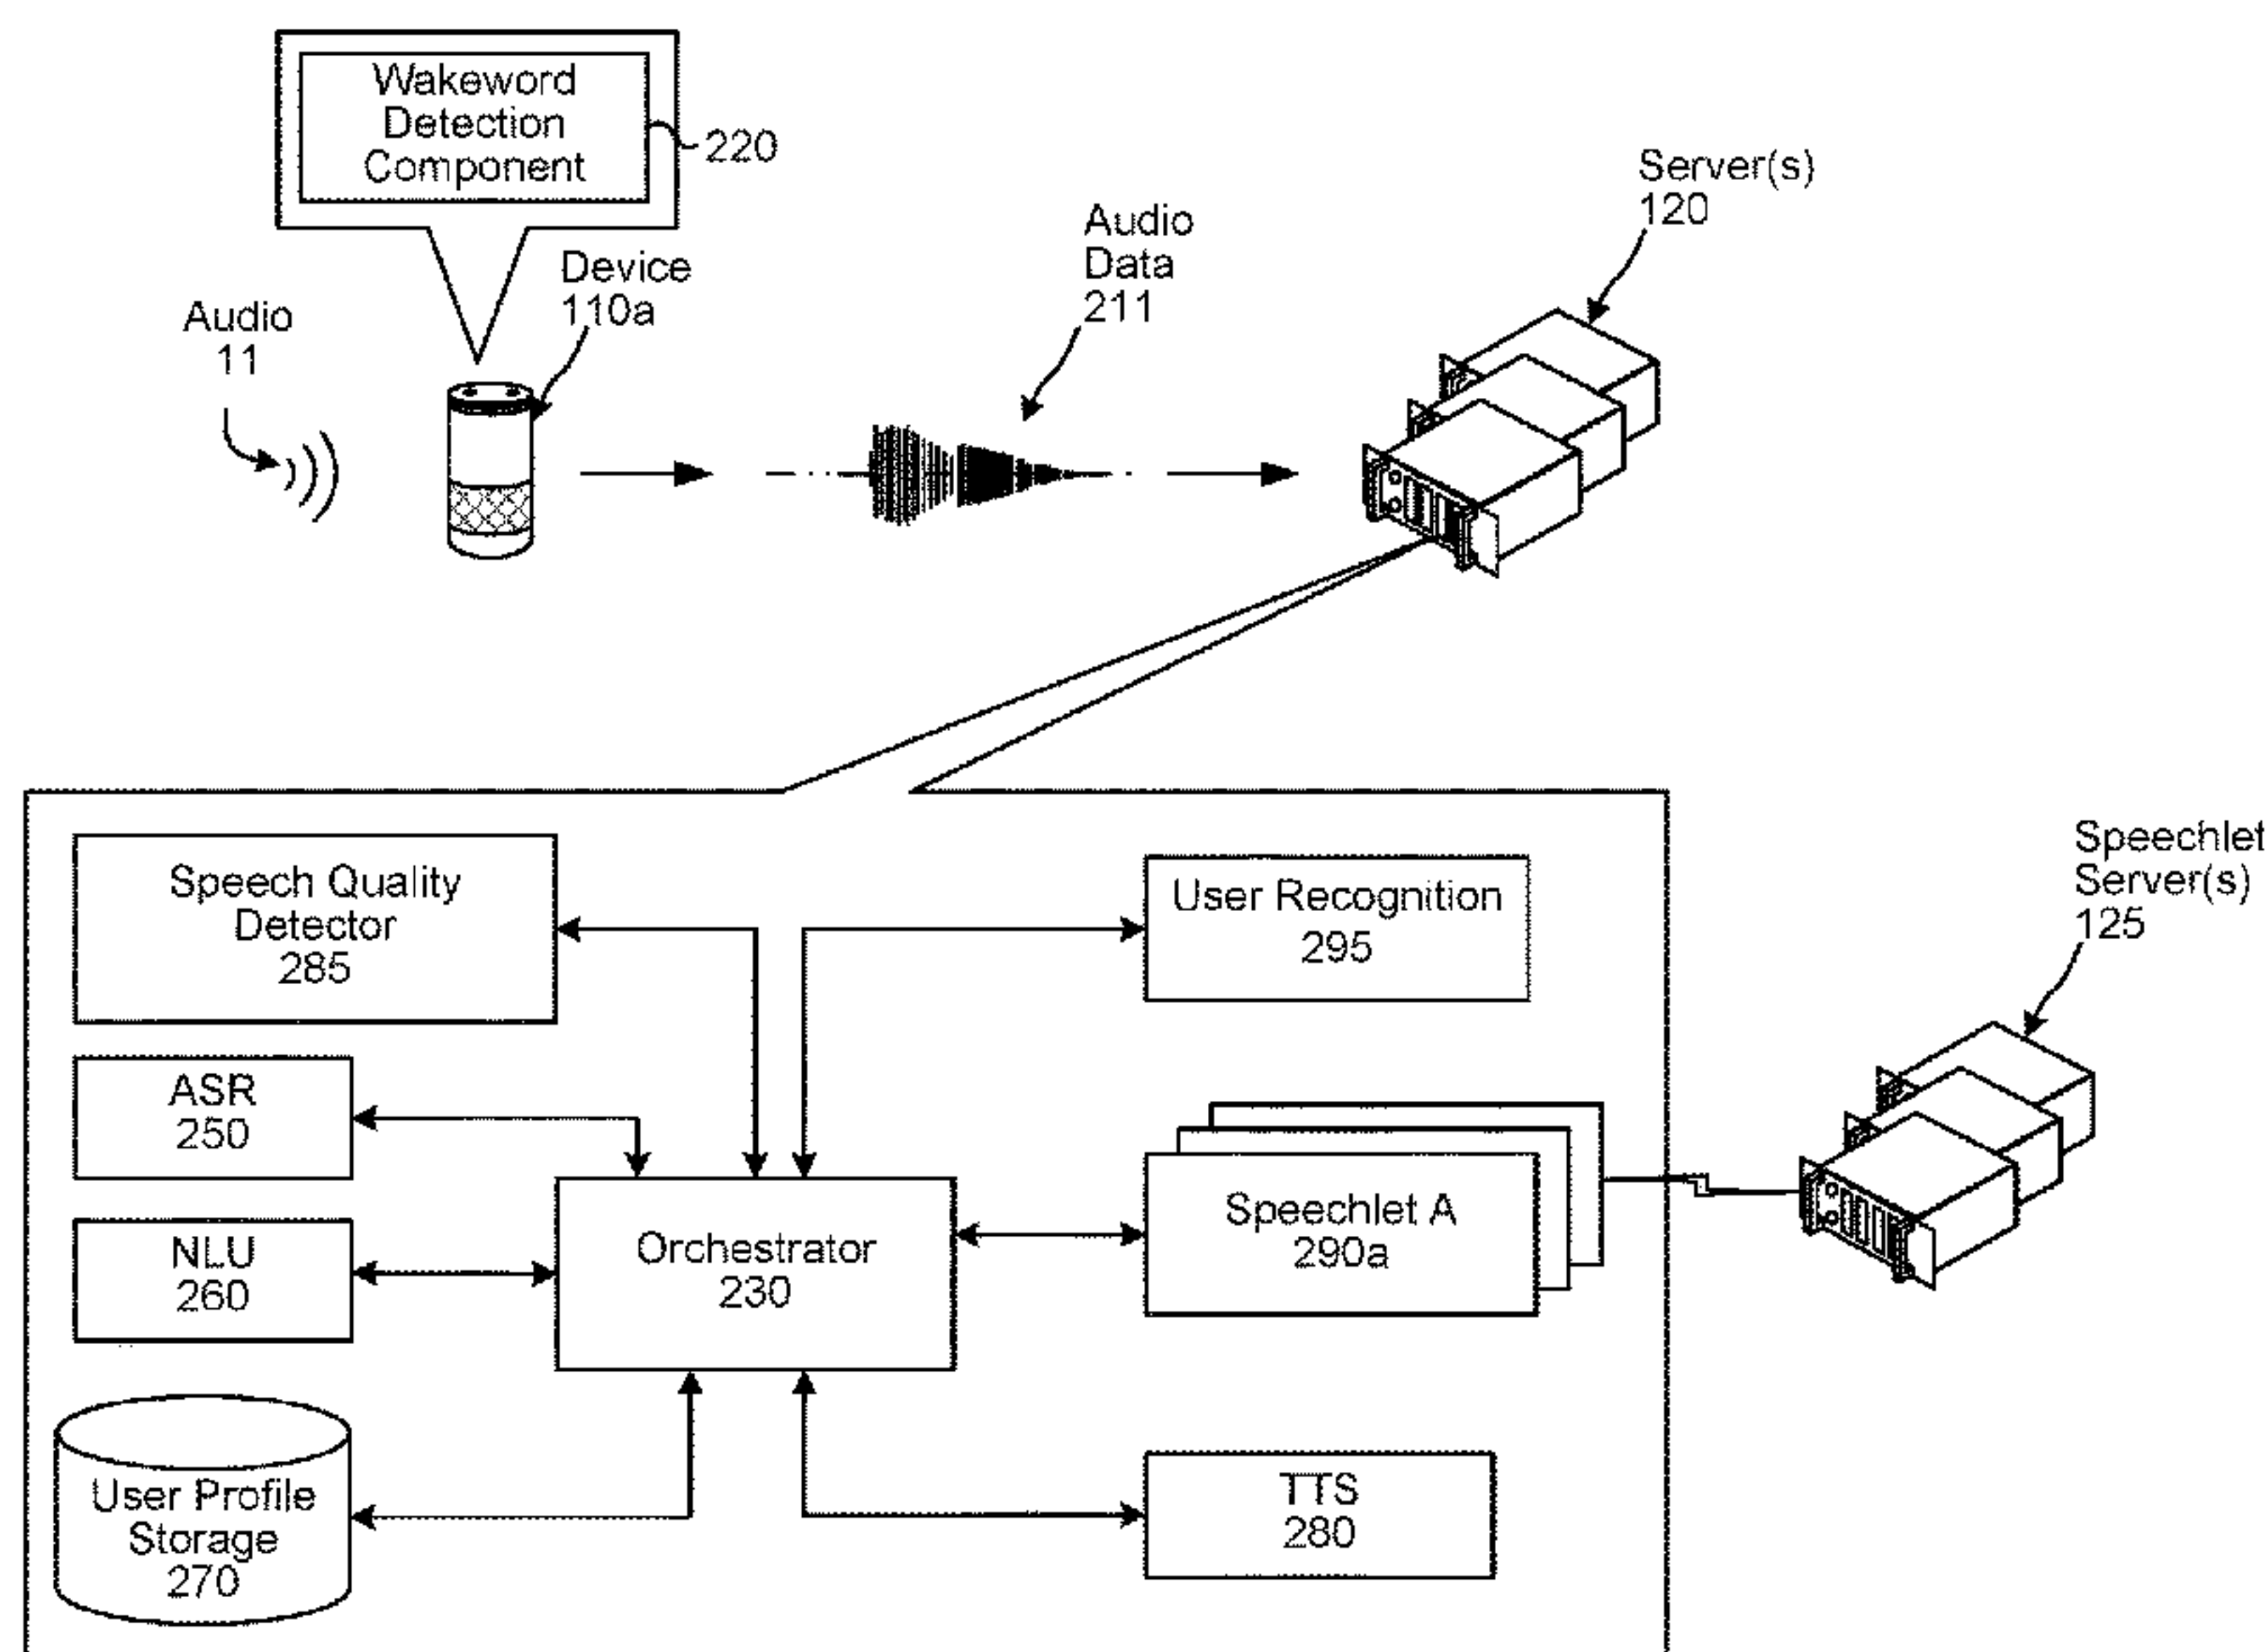 Wakeword
Detection
Component
220
Server(s)
120
Audio
Data
211
Device
110a
Audio
11
Speech Quality
Detector
285
User Recognition
295
Speechlet
Server(s)
125
ASR
250
Speechlet A
290a
NLU
260
Orchestrator
230
User Profile
Storage
270
TTS
280